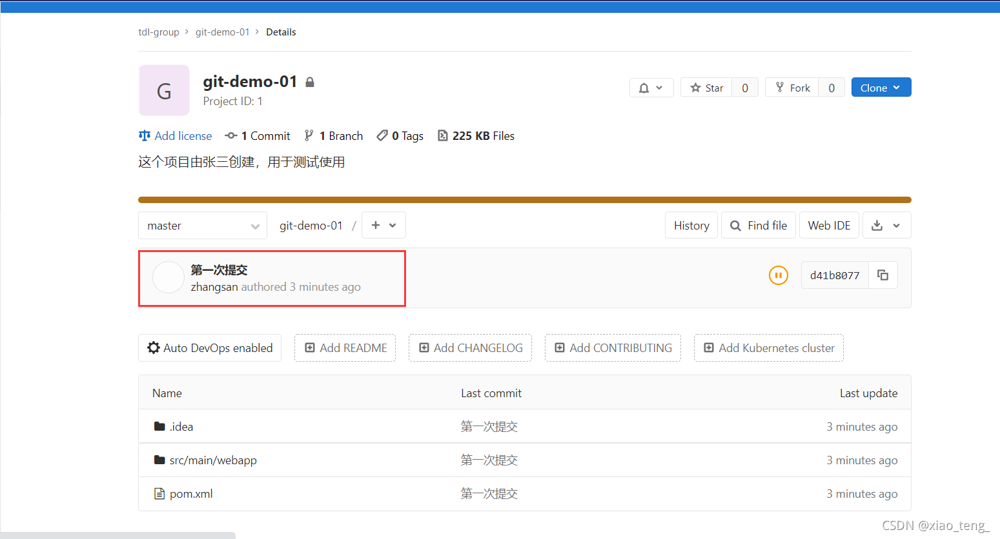 tdl-group > git-demo-01 > Details
G
git-demo-01
Project ID: 1
Star 0 Fork 0 Clone
Add license 1 Commit 1 Branch 0 Tags 225 KB Files
这个项目由张三创建，用于测试使用
master git-demo-01 / + History Find file Web IDE
第一次提交
zhangsan authored 3 minutes ago
d41b8077
Auto DevOps enabled Add README Add CHANGELOG Add CONTRIBUTING Add Kubernetes cluster
Name Last commit Last update
.idea 第一次提交 3 minutes ago
src/main/webapp 第一次提交 3 minutes ago
pom.xml 第一次提交 3 minutes ago
CSDN @xiao_teng_